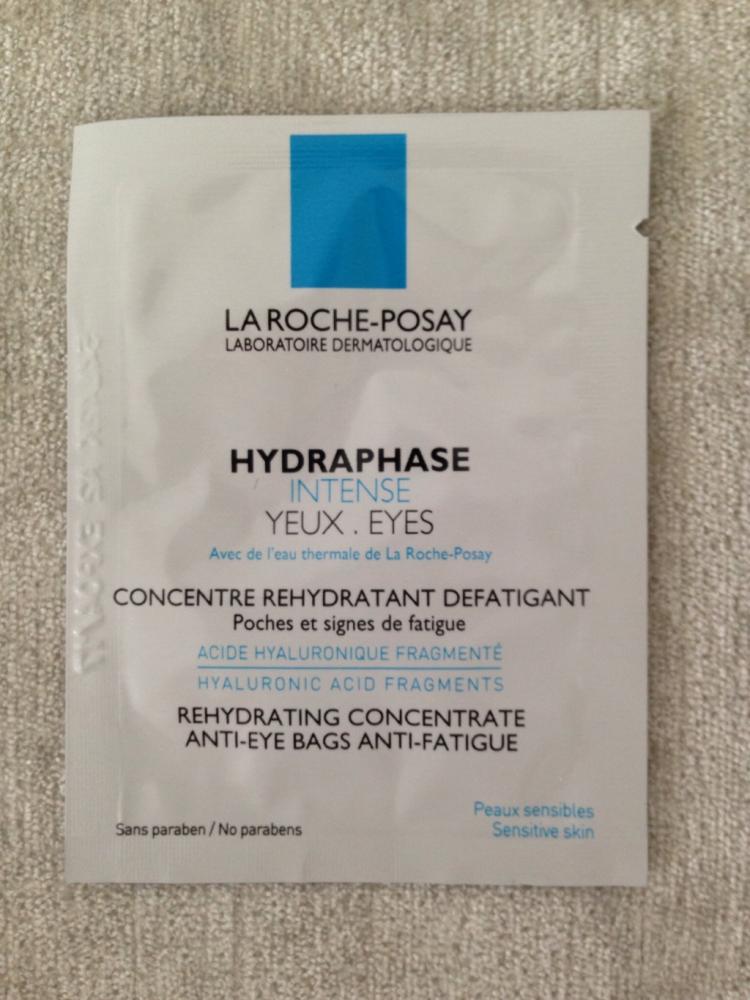 LA ROCHE-POSAY
LABORATOIRE DERMATOLOGIQUE
HYDRAPHASE
INTENSE
YEUX . EYES
Avec de l'eau thermale de La Roche-Posay
CONCENTRE REHYDRATANT DEFATIGANT
Poches et signes de fatigue
ACIDE HYALURONIQUE FRAGMENTÉ
HYALURONIC ACID FRAGMENTS
REHYDRATING CONCENTRATE
ANTI-EYE BAGS ANTI-FATIGUE
Peaux sensibles
Sensitive skin
Sans paraben / No parabens